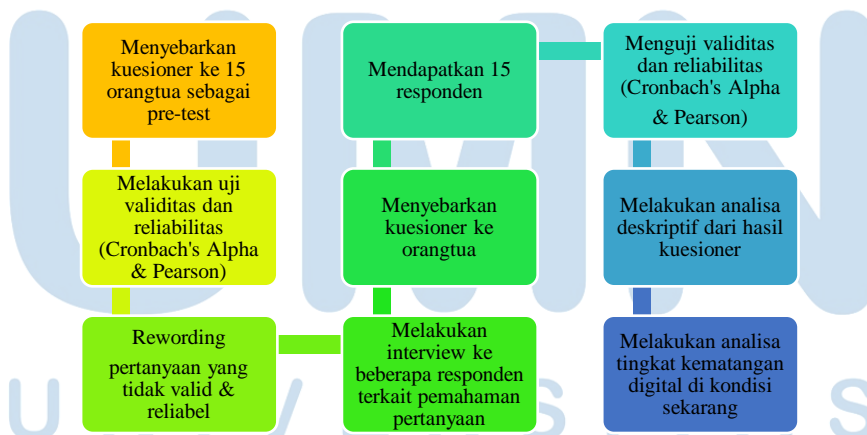 Menyebarkan
kuesioner ke 15
orangtua sebagai
pre-test
Melakukan uji
validitas dan
reliabilitas
(Cronbach's Alpha
& Pearson)
Rewording
pertanyaan yang
tidak valid &
reliabel
Melakukan
interview ke
beberapa responden
terkait pemahaman
pertanyaan
Menyebarkan
kuesioner ke
orangtua
Mendapatkan 15
responden
Menguji validitas
dan reliabilitas
(Cronbach's Alpha
& Pearson)
Melakukan analisa
deskriptif dari hasil
kuesioner
Melakukan analisa
tingkat kematangan
digital di kondisi
sekarang